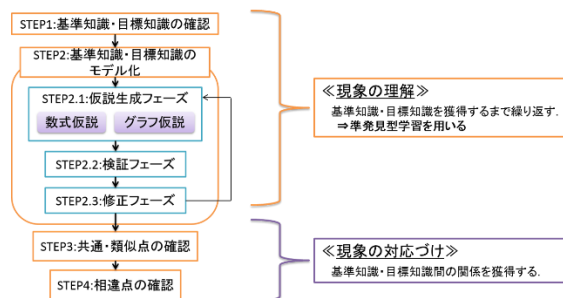 STEP1:基準知識・目標知識の確認
STEP2:基準知識・目標知識の
モデル化
STEP2.1:仮説生成フェーズ
数式仮説
グラフ仮説
STEP2.2:検証フェーズ
STEP2.3:修正フェーズ
STEP3:共通・類似点の確認
STEP4:相違点の確認
≪現象の理解≫
基準知識・目標知識を獲得するまで繰り返す.
⇒準発見型学習を用いる
≪現象の対応づけ≫
基準知識・目標知識間の関係を獲得する.